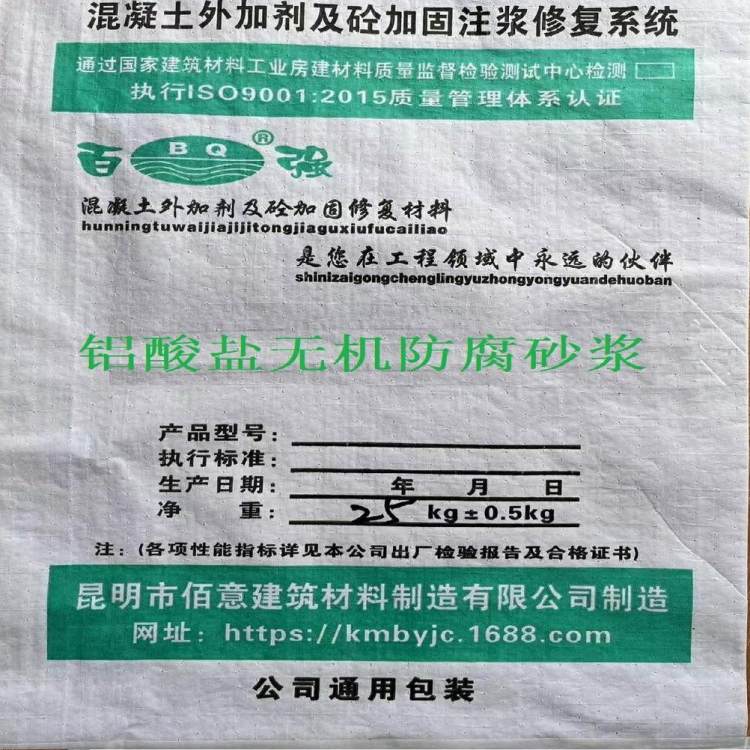 混凝土外加剂及砼加固注浆修复系统
通过国家建筑材料工业房建材料质量监督检验测试中心检测
执行ISO9001:2015质量管理体系认证
百 BQ® 强
混凝土外加剂及砼加固修复材料
hunningtuwaijiajijitongjiaguxiufucailiao
是您在工程领域中永远的伙伴
shinizaigongchenglingyuzhongyongyuandehuoban
铝酸盐无机防腐砂浆
产品型号:
执行标准:
生产日期: 年 月 日
净 重: 25 kg±0.5kg
注:(各项性能指标详见本公司出厂检验报告及合格证书)
昆明市佰意建筑材料制造有限公司制造
网址:https://kmbyjc.1688.com
公司通用包装